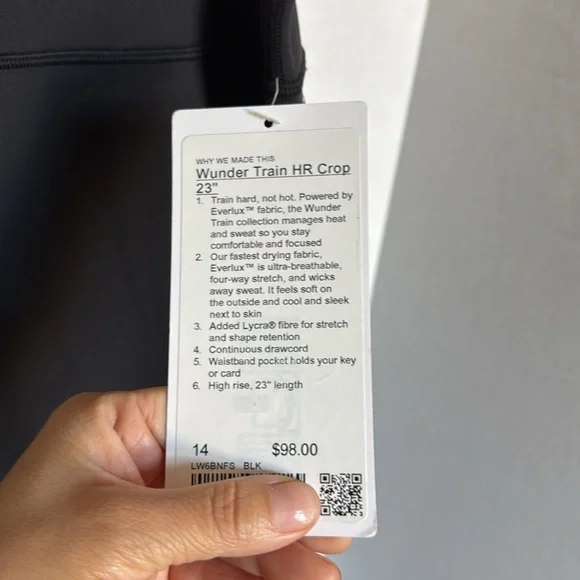 WHY WE MADE THIS
Wunder Train HR Crop
23"
1. Train hard, not hot. Powered by
Everlux™ fabric, the Wunder
Train collection manages heat
and sweat so you stay
comfortable and focused
2. Our fastest drying fabric,
Everlux™ is ultra-breathable,
four-way stretch, and wicks
away sweat. It feels soft on
the outside and cool and sleek
next to skin
3. Added Lycra® fibre for stretch
and shape retention
4. Continuous drawcord
5. Waistband pocket holds your key
or card
6. High rise, 23" length
14 $98.00
LW6BNFS BLK